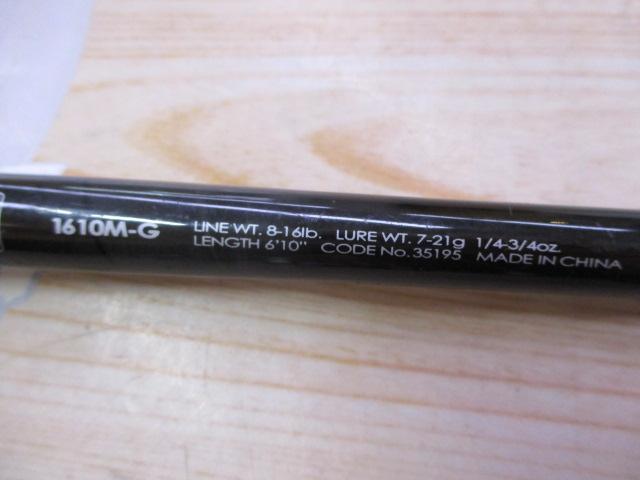 1610M-G LINE WT. 8-16lb. LURE WT. 7-21g 1/4-3/4oz.
LENGTH 6'10" CODE No. 35195 MADE IN CHINA